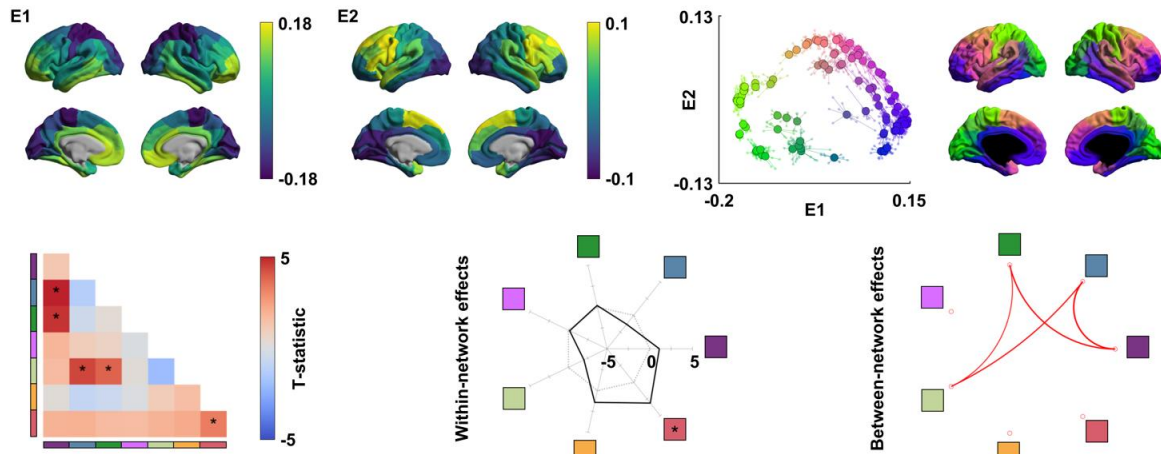 E1
0.18
-0.18
E2
0.1
-0.1
0.13
E2
-0.13
-0.2
E1
0.15
*
*
* *
*
5
T-statistic
-5
Within-network effects
-5 0 5
*
Between-network effects